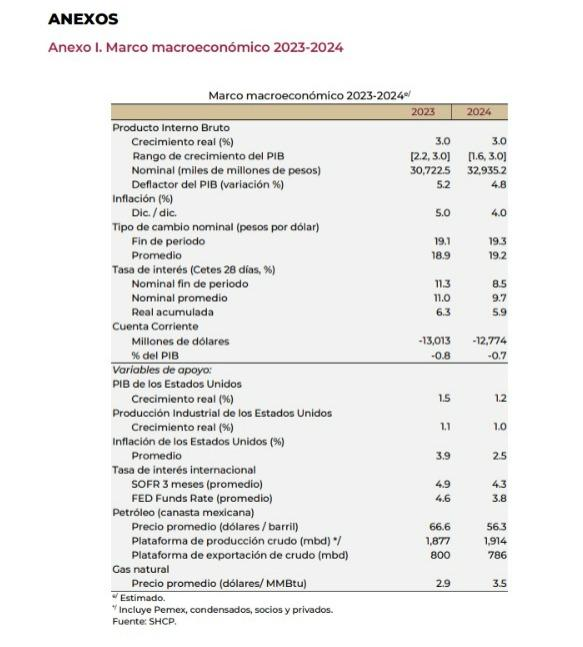 ANEXOS
Anexo I. Marco macroeconómico 2023-2024
Marco macroeconómico 2023-2024e/
2023 2024
Producto Interno Bruto
Crecimiento real (%) 3.0 3.0
Rango de crecimiento del PIB [2.2, 3.0] [1.6, 3.0]
Nominal (miles de millones de pesos) 30,722.5 32,935.2
Deflactor del PIB (variación %) 5.2 4.8
Inflación (%)
Dic. / dic. 5.0 4.0
Tipo de cambio nominal (pesos por dólar)
Fin de periodo 19.1 19.3
Promedio 18.9 19.2
Tasa de interés (Cetes 28 días, %)
Nominal fin de periodo 11.3 8.5
Nominal promedio 11.0 9.7
Real acumulada 6.3 5.9
Cuenta Corriente
Millones de dólares -13,013 -12,774
% del PIB -0.8 -0.7
Variables de apoyo:
PIB de los Estados Unidos
Crecimiento real (%) 1.5 1.2
Producción Industrial de los Estados Unidos
Crecimiento real (%) 1.1 1.0
Inflación de los Estados Unidos (%)
Promedio 3.9 2.5
Tasa de interés internacional
SOFR 3 meses (promedio) 4.9 4.3
FED Funds Rate (promedio) 4.6 3.8
Petróleo (canasta mexicana)
Precio promedio (dólares / barril) 66.6 56.3
Plataforma de producción crudo (mbd) */ 1,877 1,914
Plataforma de exportación de crudo (mbd) 800 786
Gas natural
Precio promedio (dólares/ MMBtu) 2.9 3.5
e/ Estimado.
*/ Incluye Pemex, condensados, socios y privados.
Fuente: SHCP.